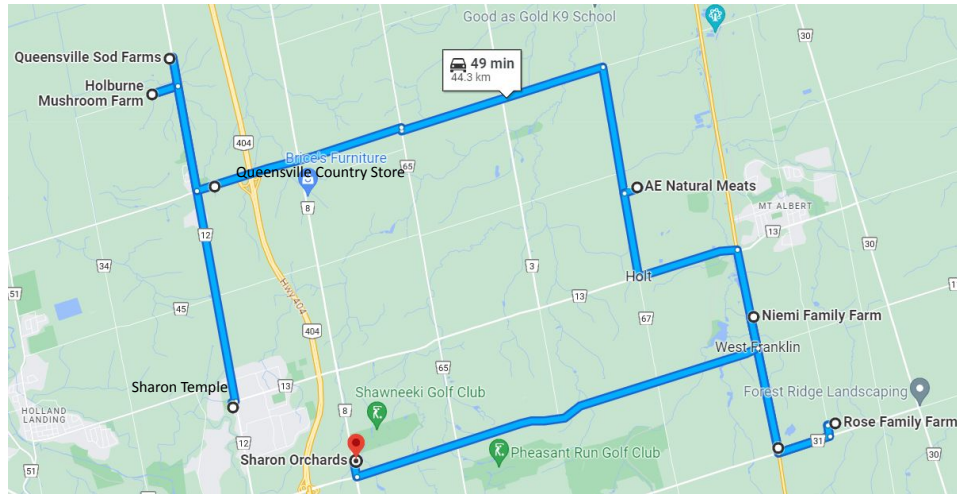 Good as Gold K9 School
30
Queensville Sod Farms
49 min
44.3 km
Holburne
Mushroom Farm
404
65
Brice's Furniture
Queensville Country Store
AE Natural Meats
8
MT ALBERT
12
13
30
34
3
Holt
51
Hwy 404
13
11
45
404
67
Niemi Family Farm
65
West Franklin
Sharon Temple
13
Shawneeki Golf Club
Forest Ridge Landscaping
8
HOLLAND
LANDING
Rose Family Farm
12
31
30
Sharon Orchards
Pheasant Run Golf Club
51